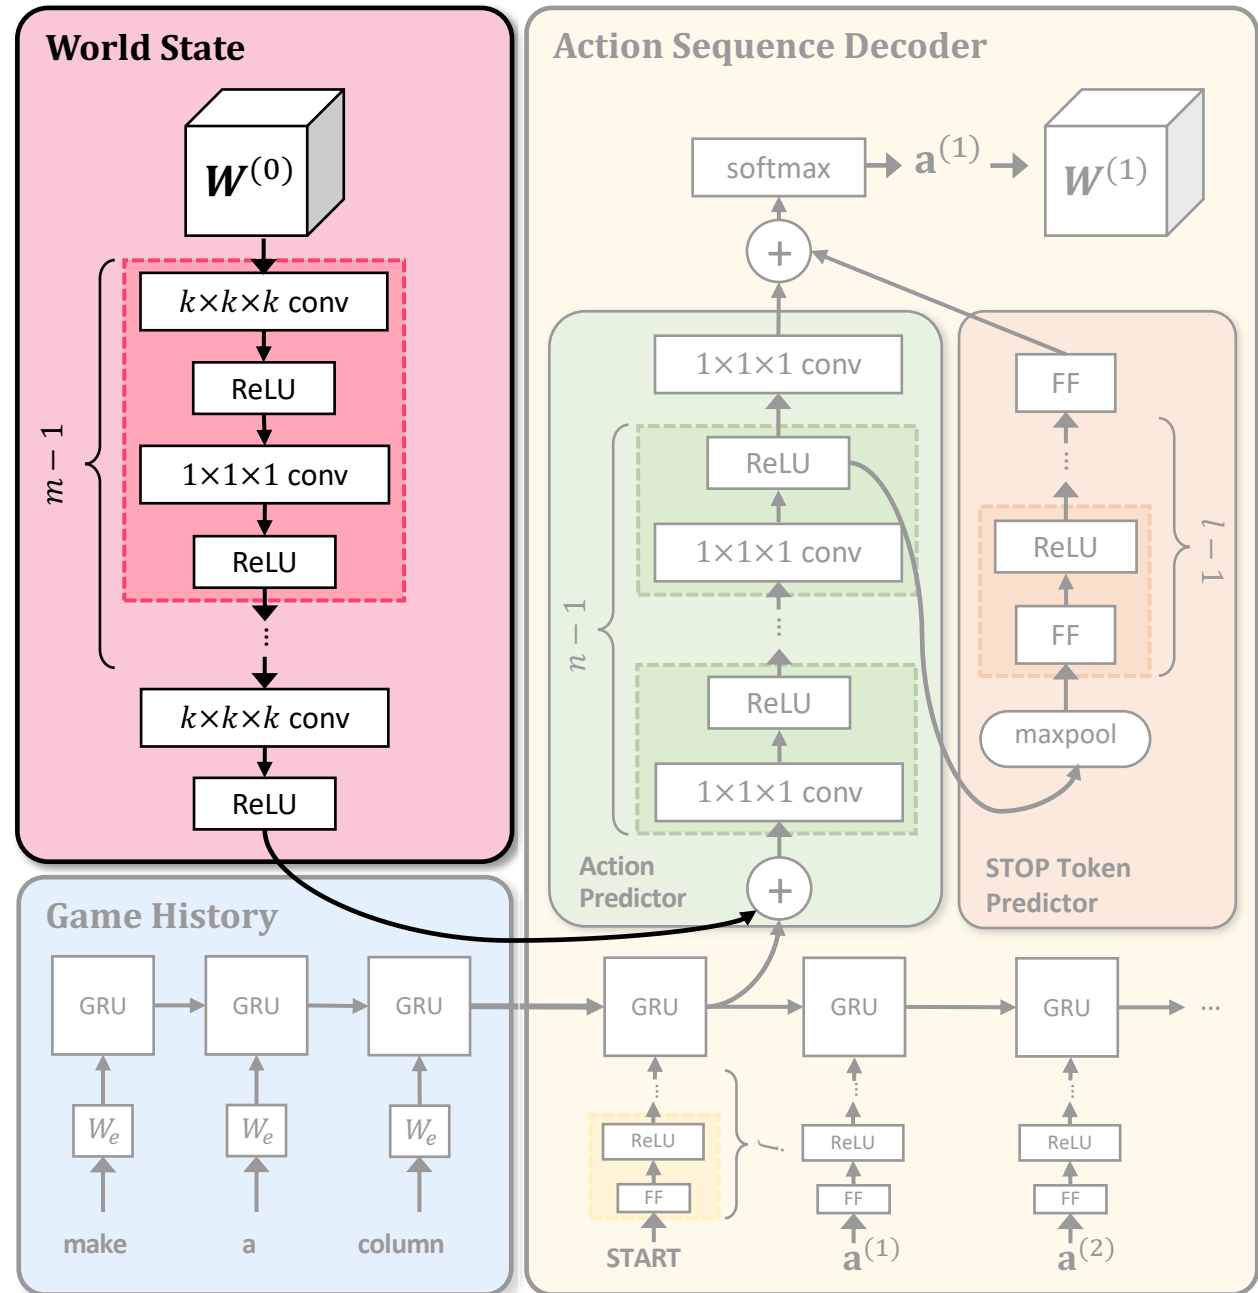 World State
W^(0)
k×k×k conv
ReLU
1×1×1 conv
ReLU
...
m − 1
k×k×k conv
ReLU
Game History
GRU GRU GRU
W_e W_e W_e
make a column
Action Sequence Decoder
softmax a^(1) W^(1)
+
1×1×1 conv
ReLU
1×1×1 conv
...
n − 1
ReLU
1×1×1 conv
+
Action
Predictor
FF
...
ReLU
FF
l − 1
maxpool
STOP Token
Predictor
GRU GRU GRU ...
... ... ...
ReLU ReLU ReLU
j
FF FF FF
START a^(1) a^(2)